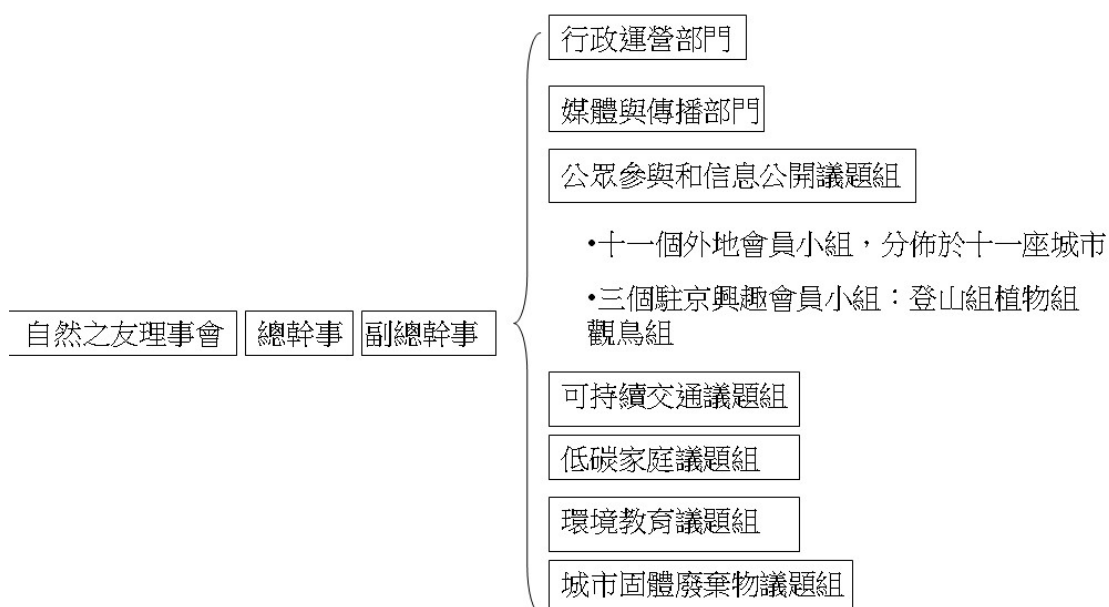 行政運營部門
媒體與傳播部門
公眾參與和信息公開議題組
•十一個外地會員小組，分佈於十一座城市
•三個駐京興趣會員小組：登山組植物組
觀鳥組
自然之友理事會 總幹事 副總幹事
可持續交通議題組
低碳家庭議題組
環境教育議題組
城市固體廢棄物議題組